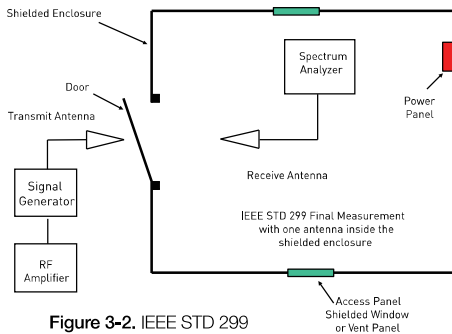 Shielded Enclosure
Spectrum
Analyzer
Door
Power
Panel
Transmit Antenna
Receive Antenna
Signal
Generator
IEEE STD 299 Final Measurement
with one antenna inside the
shielded enclosure
RF
Amplifier
Access Panel
Shielded Window
or Vent Panel
Figure 3-2. IEEE STD 299